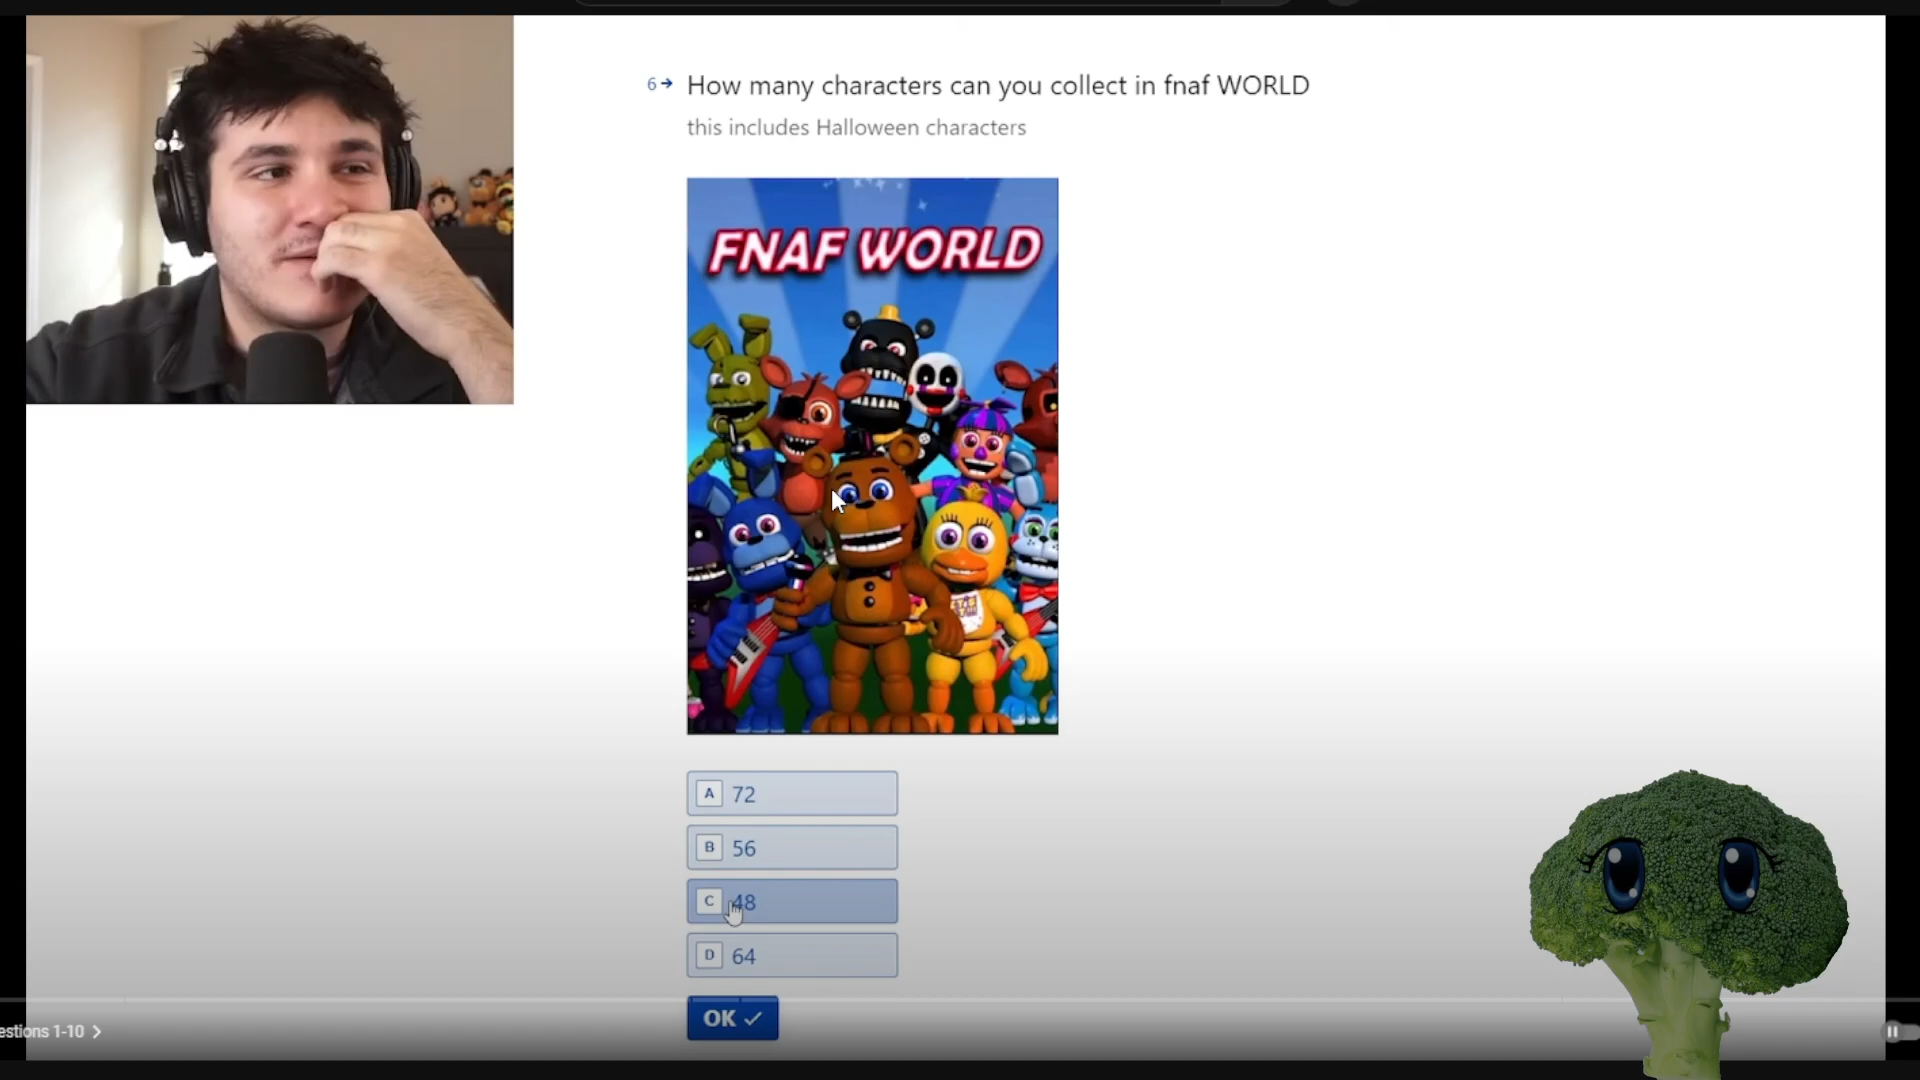 6 How many characters can you collect in fnaf WORLD
this includes Halloween characters
FNAF WORLD
A 72
B 56
C 48
D 64
OK
estions 1-10